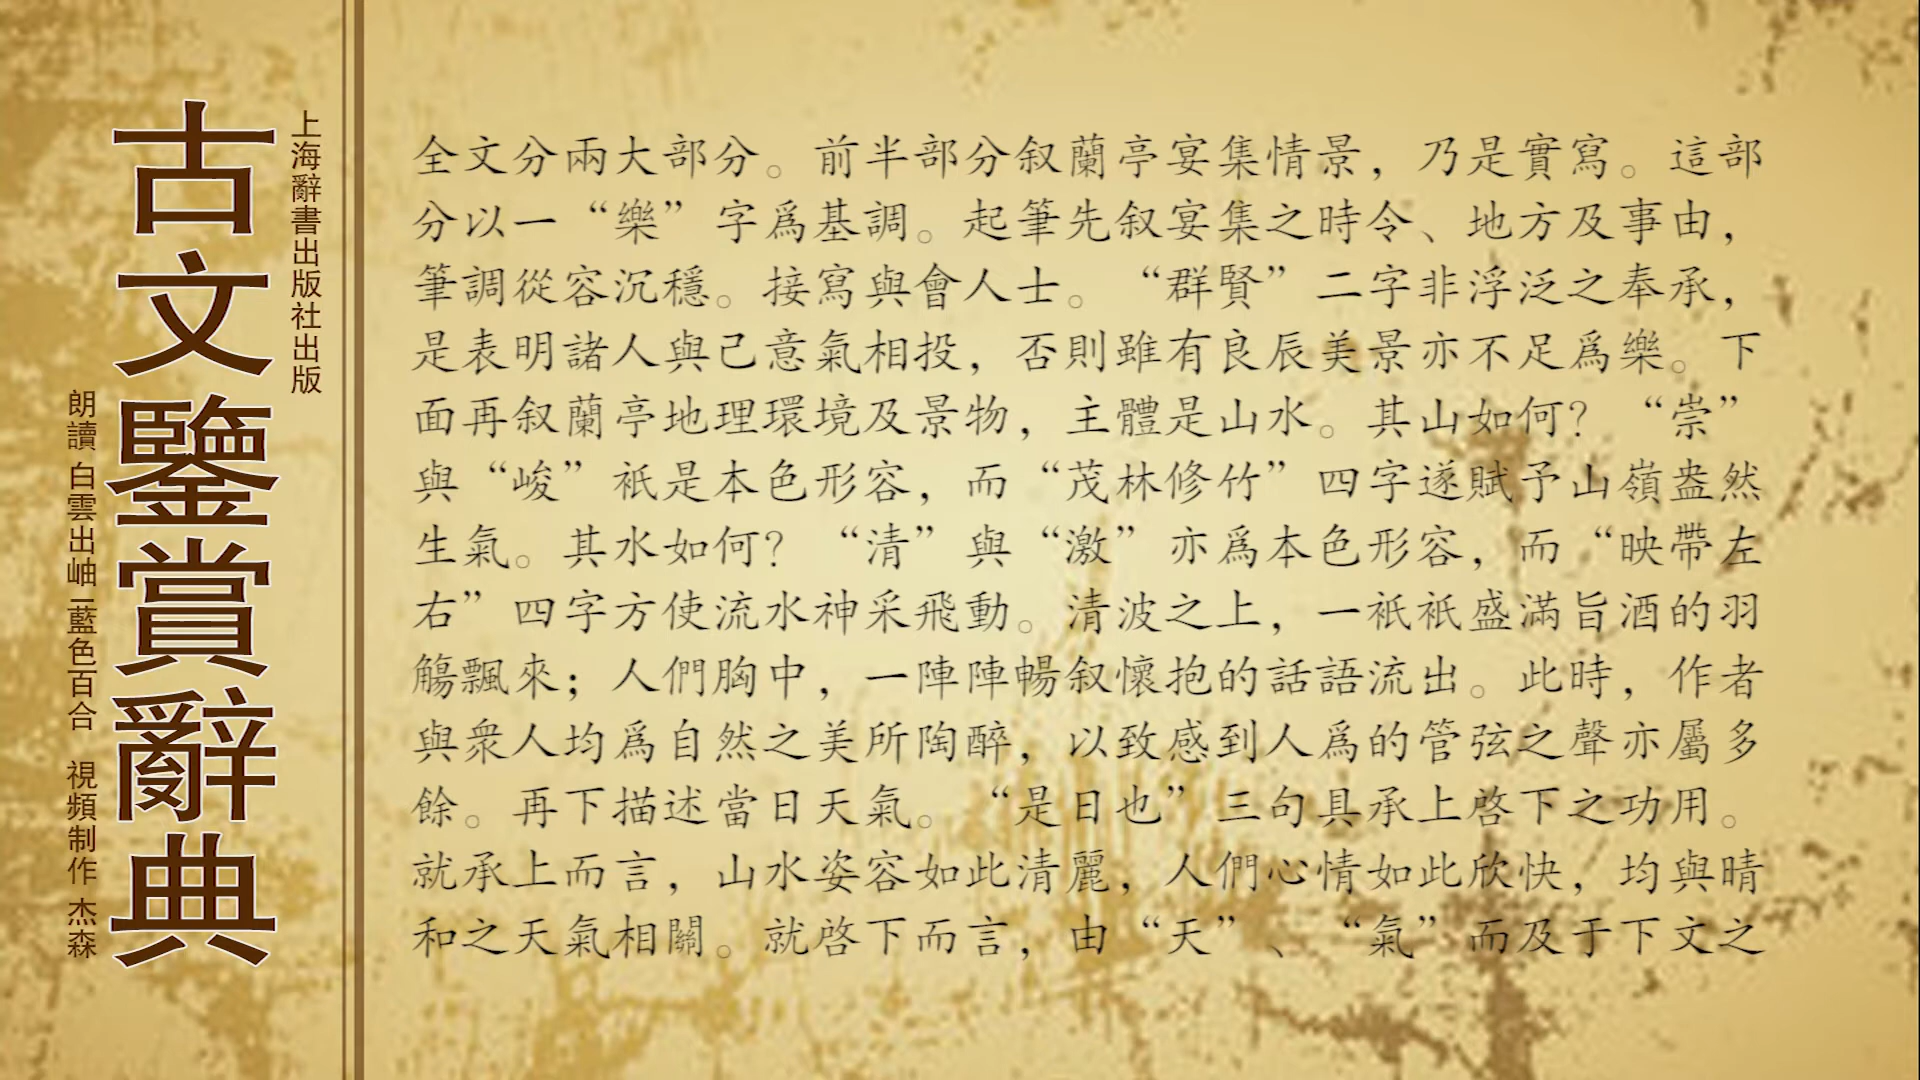 上海辭書出版社出版
古文鑒賞辭典
朗讀 白雲出岫—藍色百合 視頻制作 杰森
全文分兩大部分。前半部分叙蘭亭宴集情景，乃是實寫。這部
分以一“樂”字爲基調。起筆先叙宴集之時令、地方及事由，
筆調從容沉穩。接寫與會人士。“群賢”二字非浮泛之奉承，
是表明諸人與己意氣相投，否則雖有良辰美景亦不足爲樂。下
面再叙蘭亭地理環境及景物，主體是山水。其山如何？“崇”
與“峻”衹是本色形容，而“茂林修竹”四字遂賦予山嶺盎然
生氣。其水如何？“清”與“激”亦爲本色形容，而“映帶左
右”四字方使流水神采飛動。清波之上，一衹衹盛滿旨酒的羽
觴飄來；人們胸中，一陣陣暢叙懷抱的話語流出。此時，作者
與衆人均爲自然之美所陶醉，以致感到人爲的管弦之聲亦屬多
餘。再下描述當日天氣。“是日也”三句具承上啓下之功用。
就承上而言，山水姿容如此清麗，人們心情如此欣快，均與晴
和之天氣相關。就啓下而言，由“天”、“氣”而及于下文之